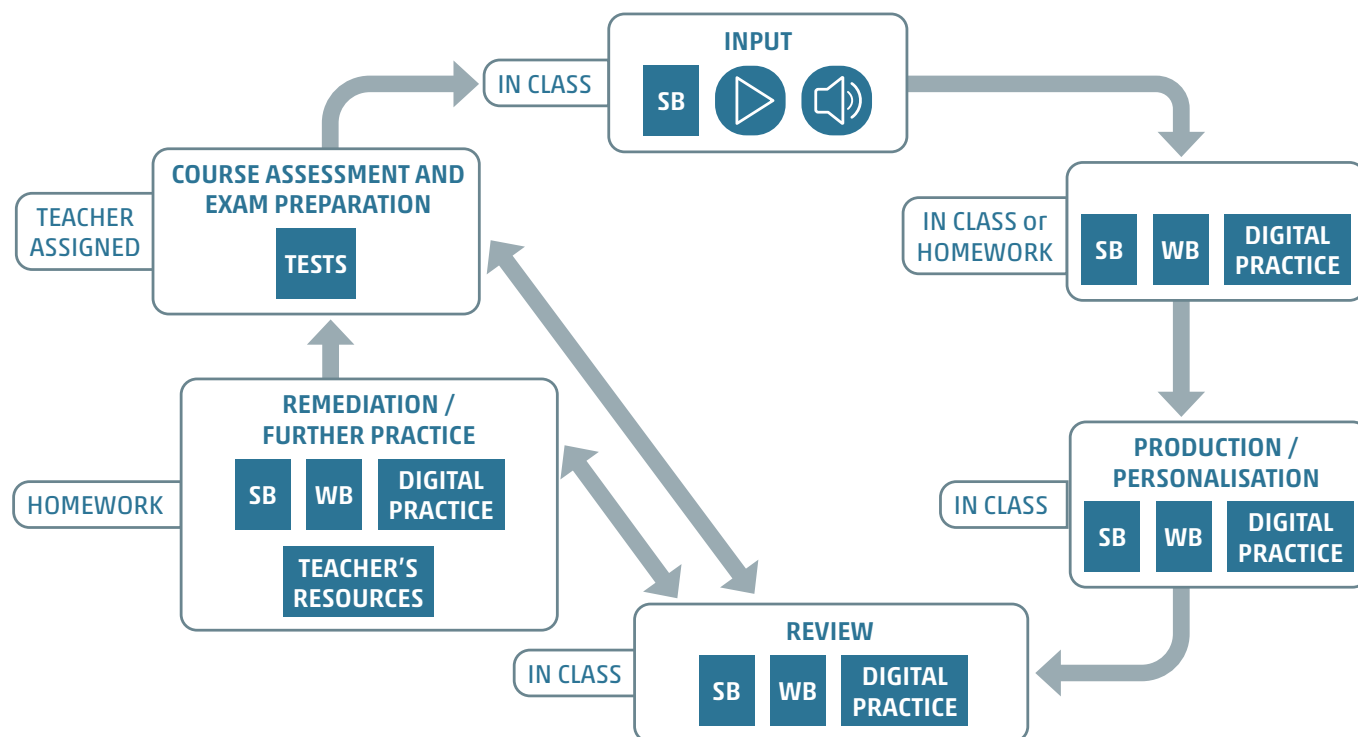 INPUT
IN CLASS
SB
IN CLASS or
HOMEWORK
SB
WB
DIGITAL
PRACTICE
PRODUCTION /
PERSONALISATION
IN CLASS
SB
WB
DIGITAL
PRACTICE
REVIEW
IN CLASS
SB
WB
DIGITAL
PRACTICE
REMEDIATION /
FURTHER PRACTICE
HOMEWORK
SB
WB
DIGITAL
PRACTICE
TEACHER'S
RESOURCES
COURSE ASSESSMENT AND
EXAM PREPARATION
TEACHER
ASSIGNED
TESTS